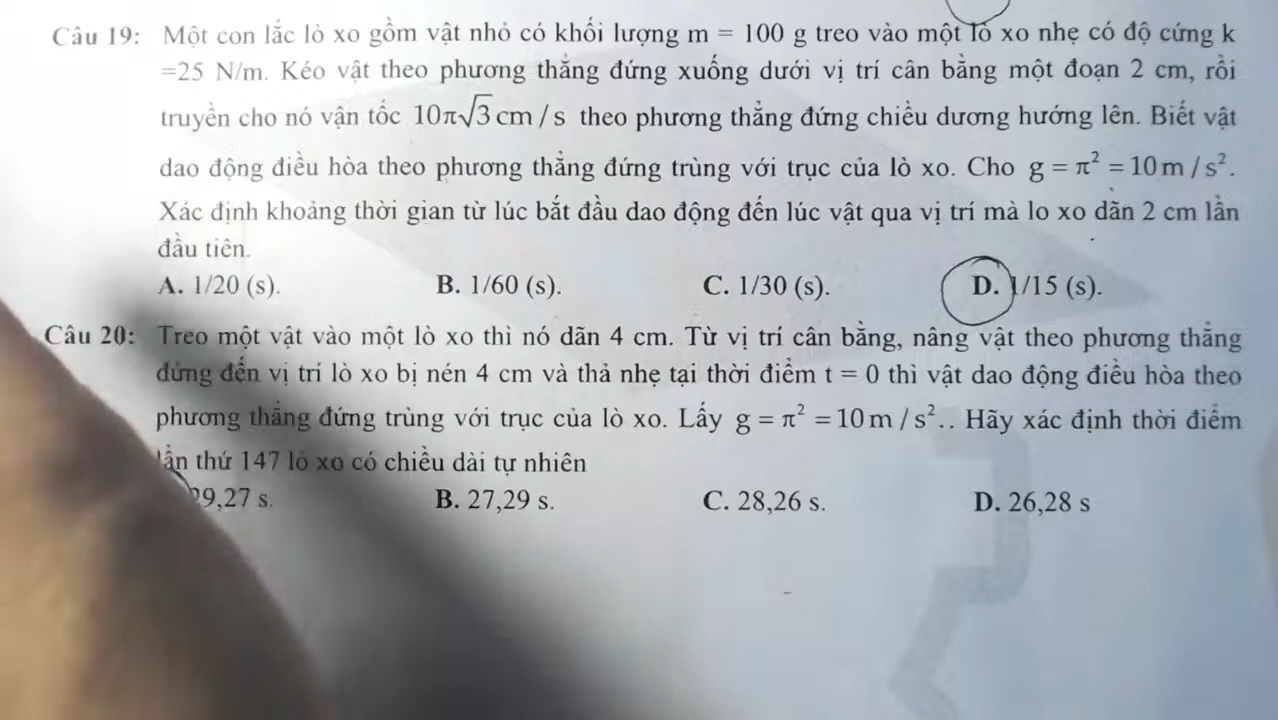 Câu 19: Một con lắc lò xo gồm vật nhỏ có khối lượng m = 100 g treo vào một lò xo nhẹ có độ cứng k
=25 N/m. Kéo vật theo phương thẳng đứng xuống dưới vị trí cân bằng một đoạn 2 cm, rồi
truyền cho nó vận tốc 10π√3 cm / s theo phương thẳng đứng chiều dương hướng lên. Biết vật
dao động điều hòa theo phương thẳng đứng trùng với trục của lò xo. Cho g = π² = 10 m / s².
Xác định khoảng thời gian từ lúc bắt đầu dao động đến lúc vật qua vị trí mà lo xo dãn 2 cm lần
đầu tiên.
A. 1/20 (s). B. 1/60 (s). C. 1/30 (s). D. 1/15 (s).
Câu 20: Treo một vật vào một lò xo thì nó dãn 4 cm. Từ vị trí cân bằng, nâng vật theo phương thẳng
đứng đến vị trí lò xo bị nén 4 cm và thả nhẹ tại thời điểm t = 0 thì vật dao động điều hòa theo
phương thẳng đứng trùng với trục của lò xo. Lấy g = π² = 10 m / s².. Hãy xác định thời điểm
lần thứ 147 lò xo có chiều dài tự nhiên
29,27 s. B. 27,29 s. C. 28,26 s. D. 26,28 s